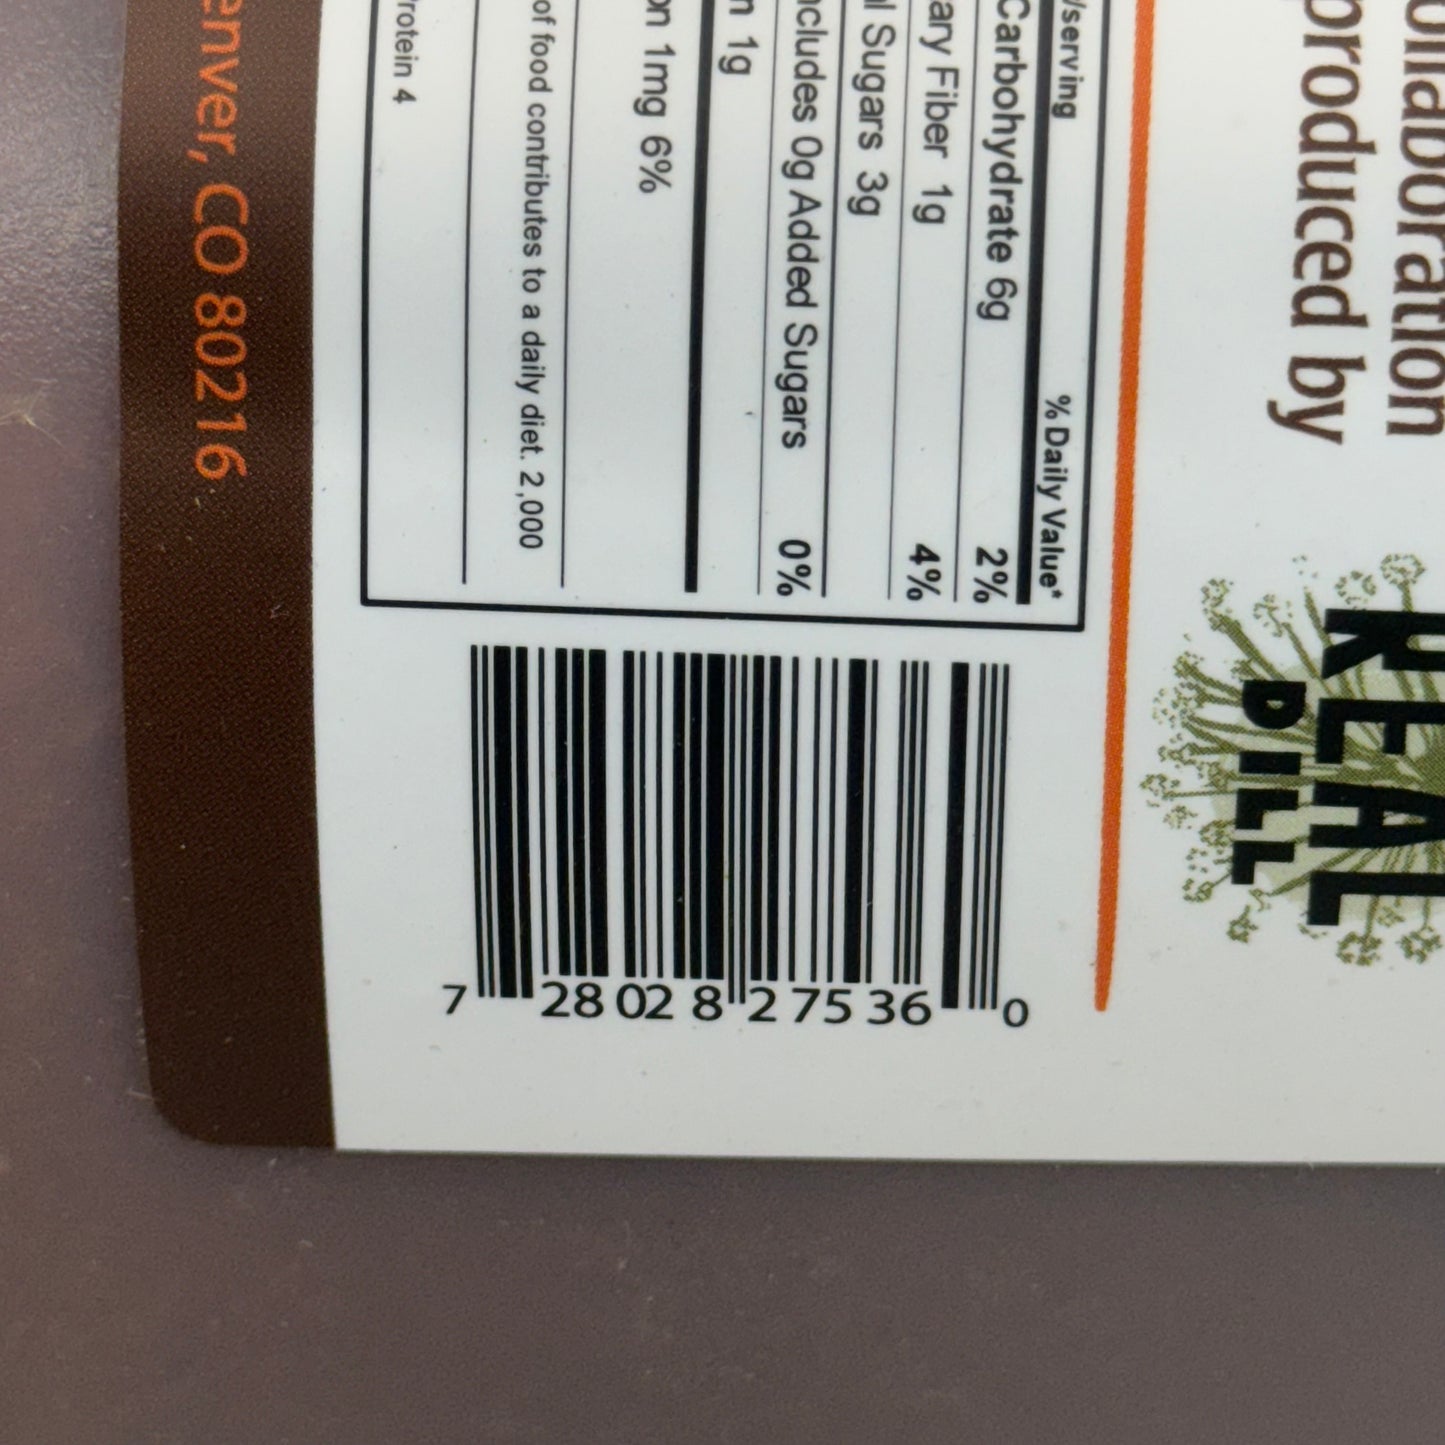 ollaboration
produced by
REAL
DILL
/serving
% Daily Value*
Carbohydrate 6g 2%
ary Fiber 1g 4%
l Sugars 3g
ncludes 0g Added Sugars 0%
n 1g
on 1mg 6%
of food contributes to a daily diet. 2,000
Protein 4
enver, CO 80216
7 28028 27536 0